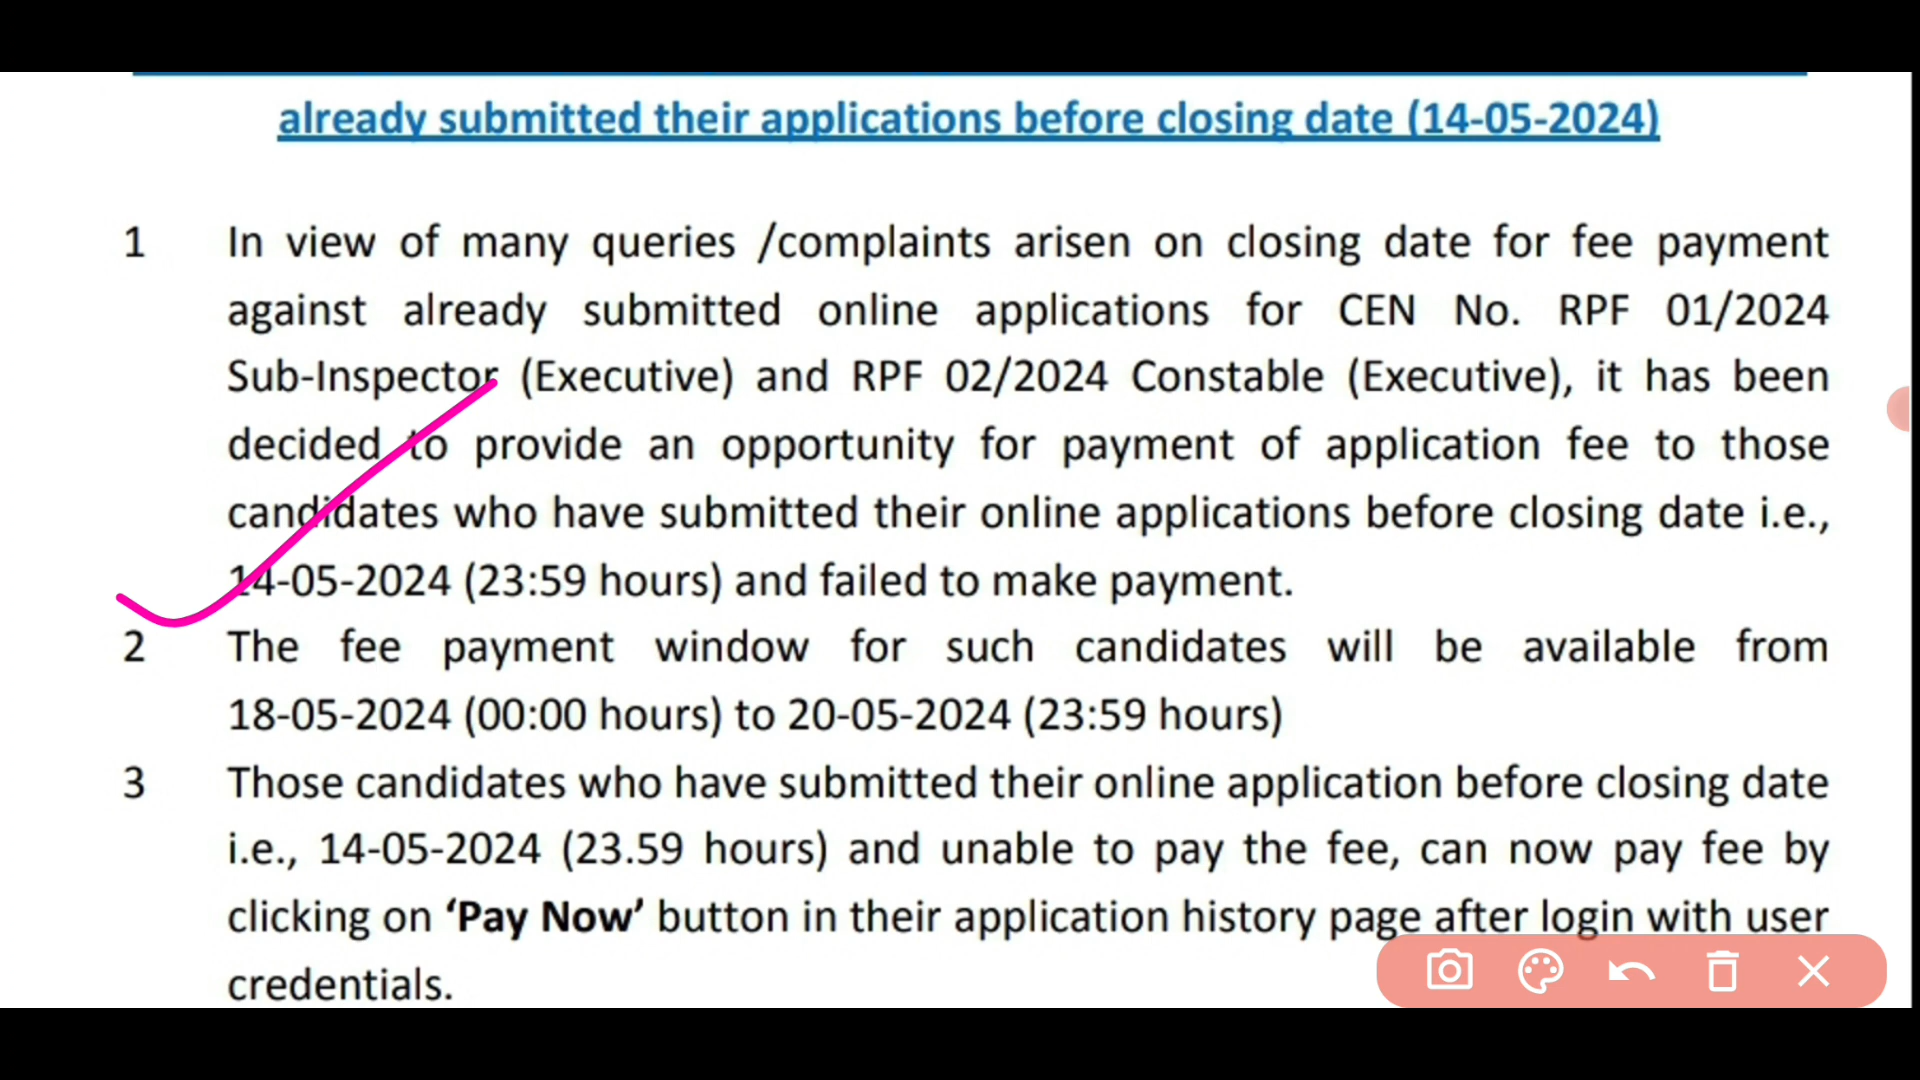 already submitted their applications before closing date (14-05-2024)
1 In view of many queries /complaints arisen on closing date for fee payment
against already submitted online applications for CEN No. RPF 01/2024
Sub-Inspector (Executive) and RPF 02/2024 Constable (Executive), it has been
decided to provide an opportunity for payment of application fee to those
candidates who have submitted their online applications before closing date i.e.,
14-05-2024 (23:59 hours) and failed to make payment.
2 The fee payment window for such candidates will be available from
18-05-2024 (00:00 hours) to 20-05-2024 (23:59 hours)
3 Those candidates who have submitted their online application before closing date
i.e., 14-05-2024 (23.59 hours) and unable to pay the fee, can now pay fee by
clicking on ‘Pay Now’ button in their application history page after login with user
credentials.